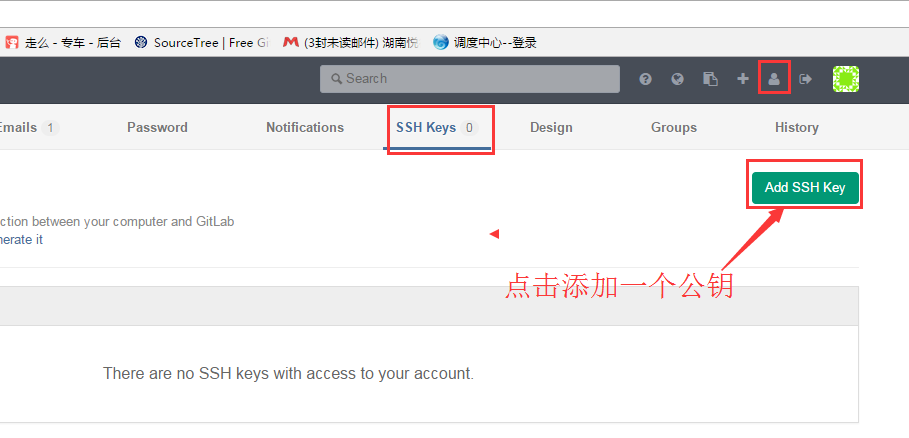 走么 - 专车 - 后台 SourceTree | Free Gi (3封未读邮件) 湖南悦 调度中心--登录
Search
Emails 1 Password Notifications SSH Keys 0 Design Groups History
Add SSH Key
ction between your computer and GitLab
nerate it
点击添加一个公钥
There are no SSH keys with access to your account.